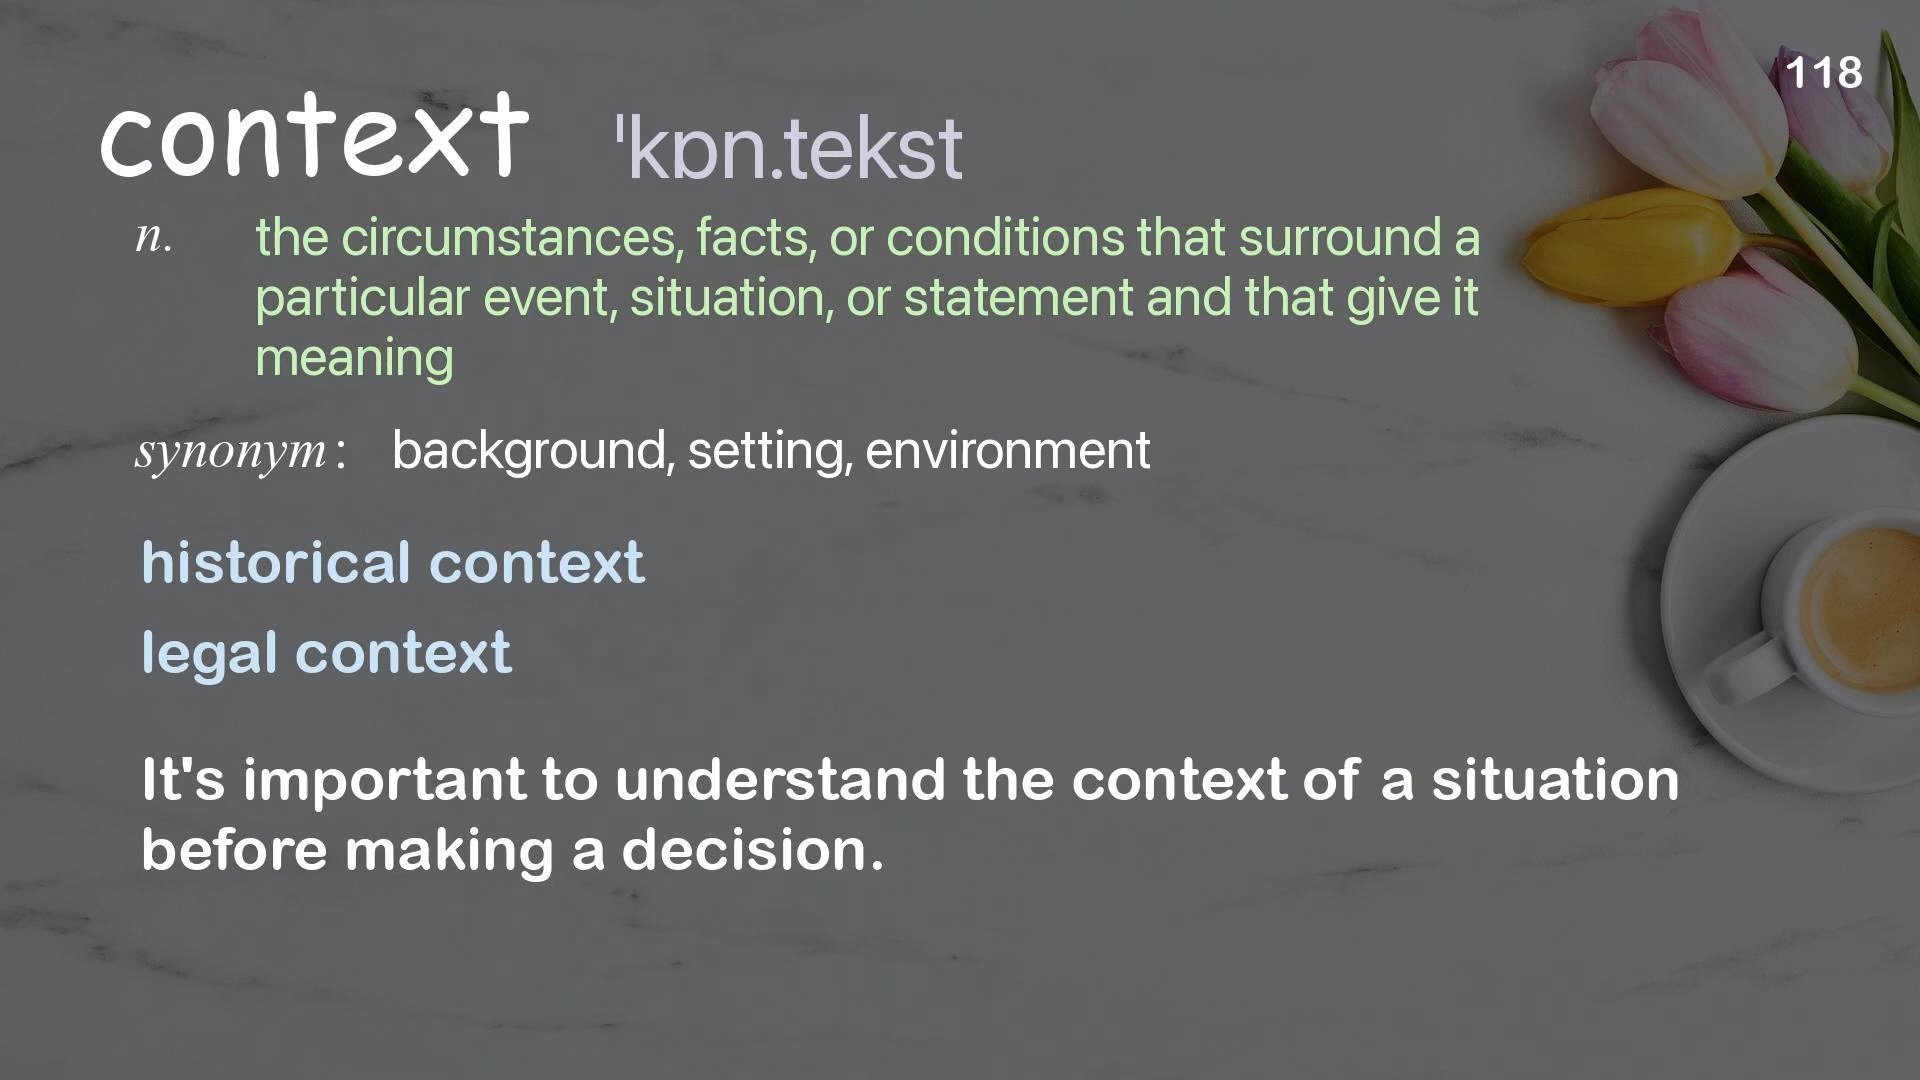 118
context ˈkɒn.tekst
n. the circumstances, facts, or conditions that surround a
particular event, situation, or statement and that give it
meaning
synonym: background, setting, environment
historical context
legal context
It's important to understand the context of a situation
before making a decision.